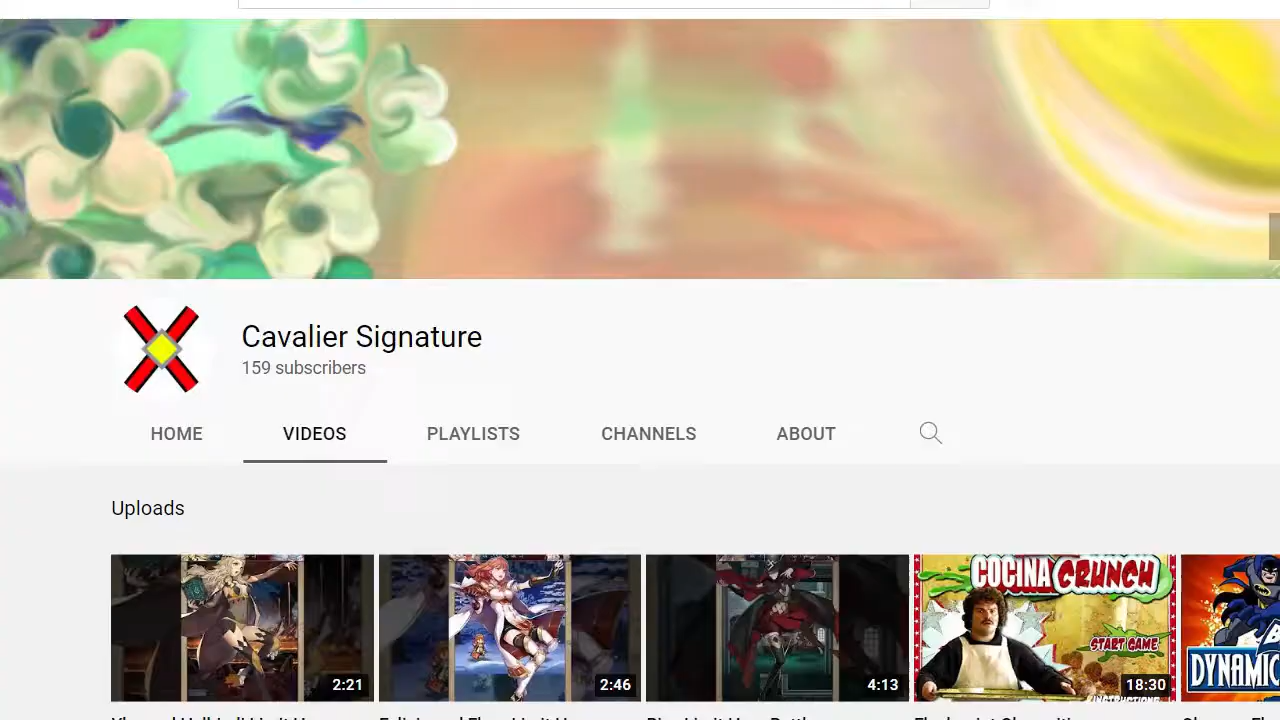 Cavalier Signature
159 subscribers
HOME VIDEOS PLAYLISTS CHANNELS ABOUT
Uploads
COCINA CRUNCH
START GAME
DYNAMIC
2:21 2:46 4:13 18:30